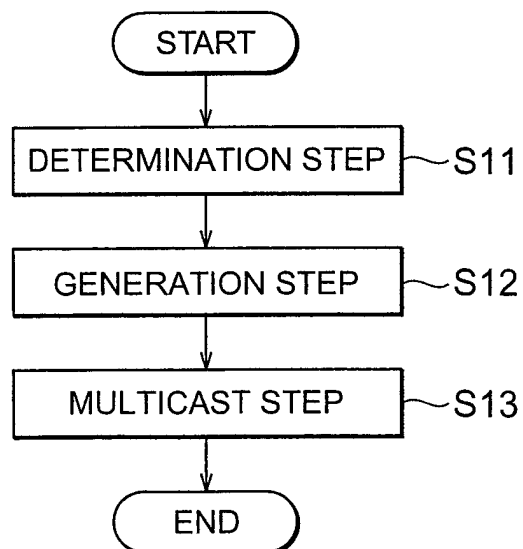 START
DETERMINATION STEP S11
GENERATION STEP S12
MULTICAST STEP S13
END